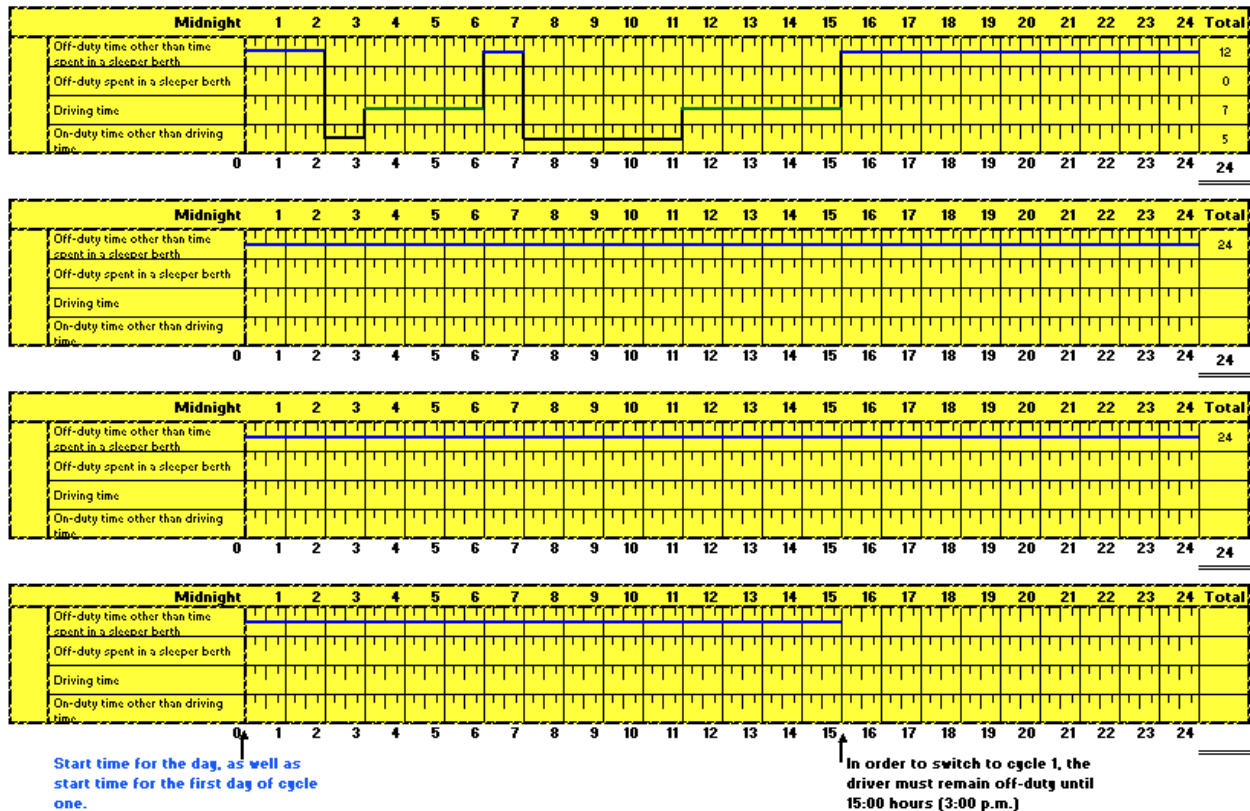 Midnight 1 2 3 4 5 6 7 8 9 10 11 12 13 14 15 16 17 18 19 20 21 22 23 24 Total
Off-duty time other than time
spent in a sleeper berth 12
Off-duty spent in a sleeper berth 0
Driving time 7
On-duty time other than driving
time. 5
0 1 2 3 4 5 6 7 8 9 10 11 12 13 14 15 16 17 18 19 20 21 22 23 24 24
Midnight 1 2 3 4 5 6 7 8 9 10 11 12 13 14 15 16 17 18 19 20 21 22 23 24 Total
Off-duty time other than time
spent in a sleeper berth 24
Off-duty spent in a sleeper berth
Driving time
On-duty time other than driving
time.
0 1 2 3 4 5 6 7 8 9 10 11 12 13 14 15 16 17 18 19 20 21 22 23 24 24
Midnight 1 2 3 4 5 6 7 8 9 10 11 12 13 14 15 16 17 18 19 20 21 22 23 24 Total
Off-duty time other than time
spent in a sleeper berth 24
Off-duty spent in a sleeper berth
Driving time
On-duty time other than driving
time.
0 1 2 3 4 5 6 7 8 9 10 11 12 13 14 15 16 17 18 19 20 21 22 23 24 24
Midnight 1 2 3 4 5 6 7 8 9 10 11 12 13 14 15 16 17 18 19 20 21 22 23 24 Total
Off-duty time other than time
spent in a sleeper berth
Off-duty spent in a sleeper berth
Driving time
On-duty time other than driving
time.
0 1 2 3 4 5 6 7 8 9 10 11 12 13 14 15 16 17 18 19 20 21 22 23 24
Start time for the day, as well as
start time for the first day of cycle
one.
In order to switch to cycle 1, the
driver must remain off-duty until
15:00 hours (3:00 p.m.)